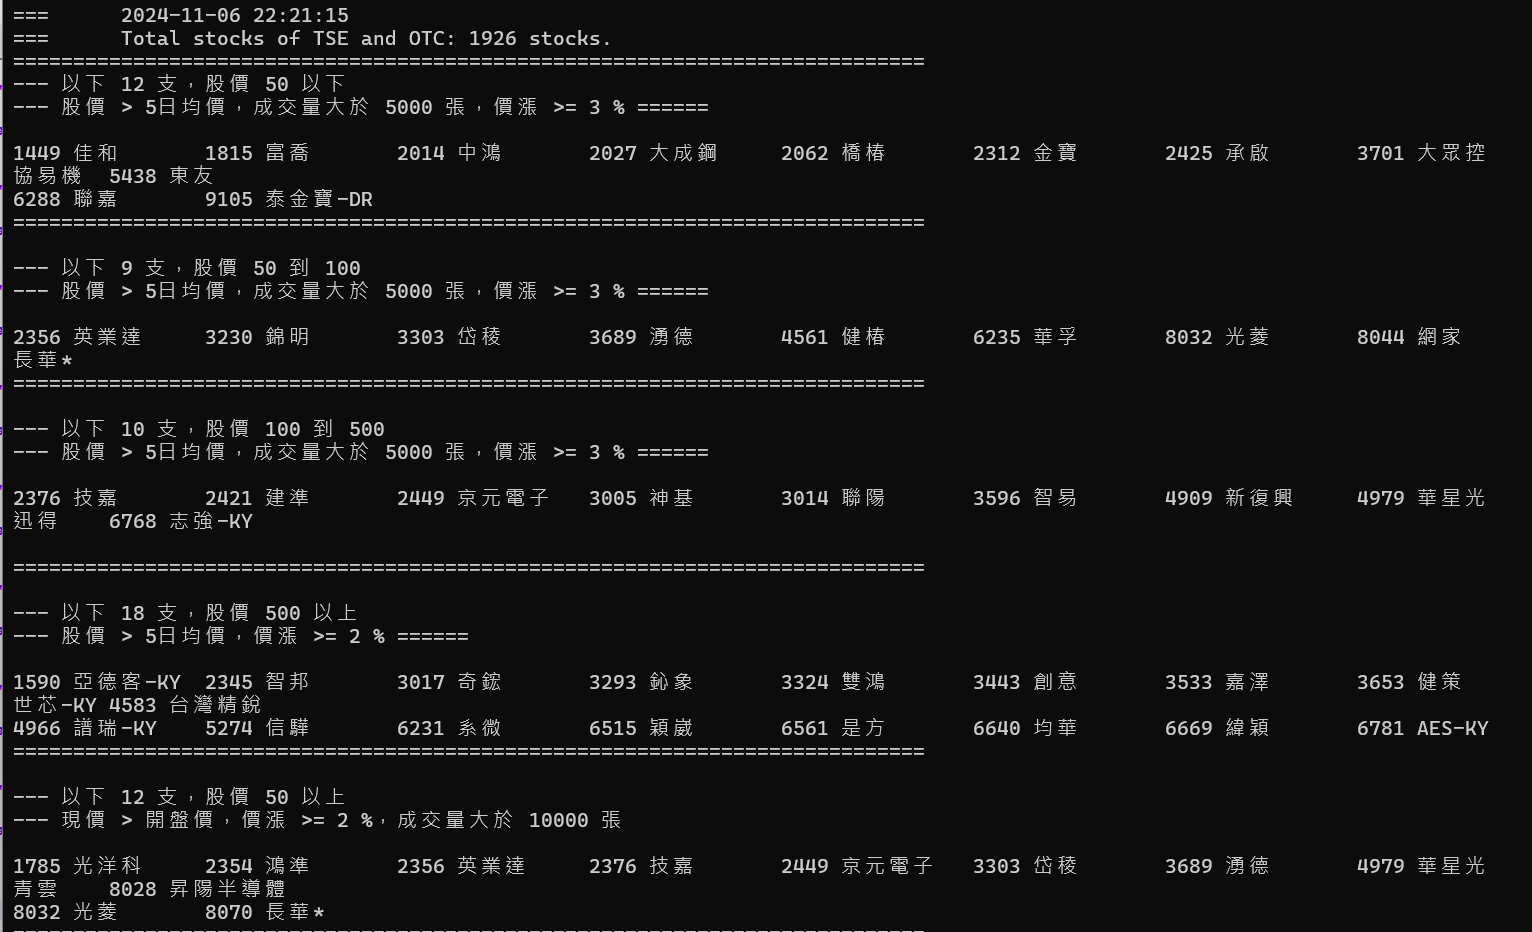 ===      2024-11-06 22:21:15
===      Total stocks of TSE and OTC: 1926 stocks.
============================================================================
--- 以下 12 支，股價 50 以下
--- 股價 > 5日均價，成交量大於 5000 張，價漲 >= 3 % ======
1449 佳和 1815 富喬 2014 中鴻 2027 大成鋼 2062 橋椿 2312 金寶 2425 承啟 3701 大眾控
協易機 5438 東友
6288 聯嘉 9105 泰金寶-DR
============================================================================
--- 以下 9 支，股價 50 到 100
--- 股價 > 5日均價，成交量大於 5000 張，價漲 >= 3 % ======
2356 英業達 3230 錦明 3303 岱稜 3689 湧德 4561 健椿 6235 華孚 8032 光菱 8044 網家
長華*
============================================================================
--- 以下 10 支，股價 100 到 500
--- 股價 > 5日均價，成交量大於 5000 張，價漲 >= 3 % ======
2376 技嘉 2421 建準 2449 京元電子 3005 神基 3014 聯陽 3596 智易 4909 新復興 4979 華星光
迅得 6768 志強-KY
============================================================================
--- 以下 18 支，股價 500 以上
--- 股價 > 5日均價，價漲 >= 2 % ======
1590 亞德客-KY 2345 智邦 3017 奇鋐 3293 鈊象 3324 雙鴻 3443 創意 3533 嘉澤 3653 健策
世芯-KY 4583 台灣精銳
4966 譜瑞-KY 5274 信驊 6231 系微 6515 穎崴 6561 是方 6640 均華 6669 緯穎 6781 AES-KY
============================================================================
--- 以下 12 支，股價 50 以上
--- 現價 > 開盤價，價漲 >= 2 %，成交量大於 10000 張
1785 光洋科 2354 鴻準 2356 英業達 2376 技嘉 2449 京元電子 3303 岱稜 3689 湧德 4979 華星光
青雲 8028 昇陽半導體
8032 光菱 8070 長華*
============================================================================